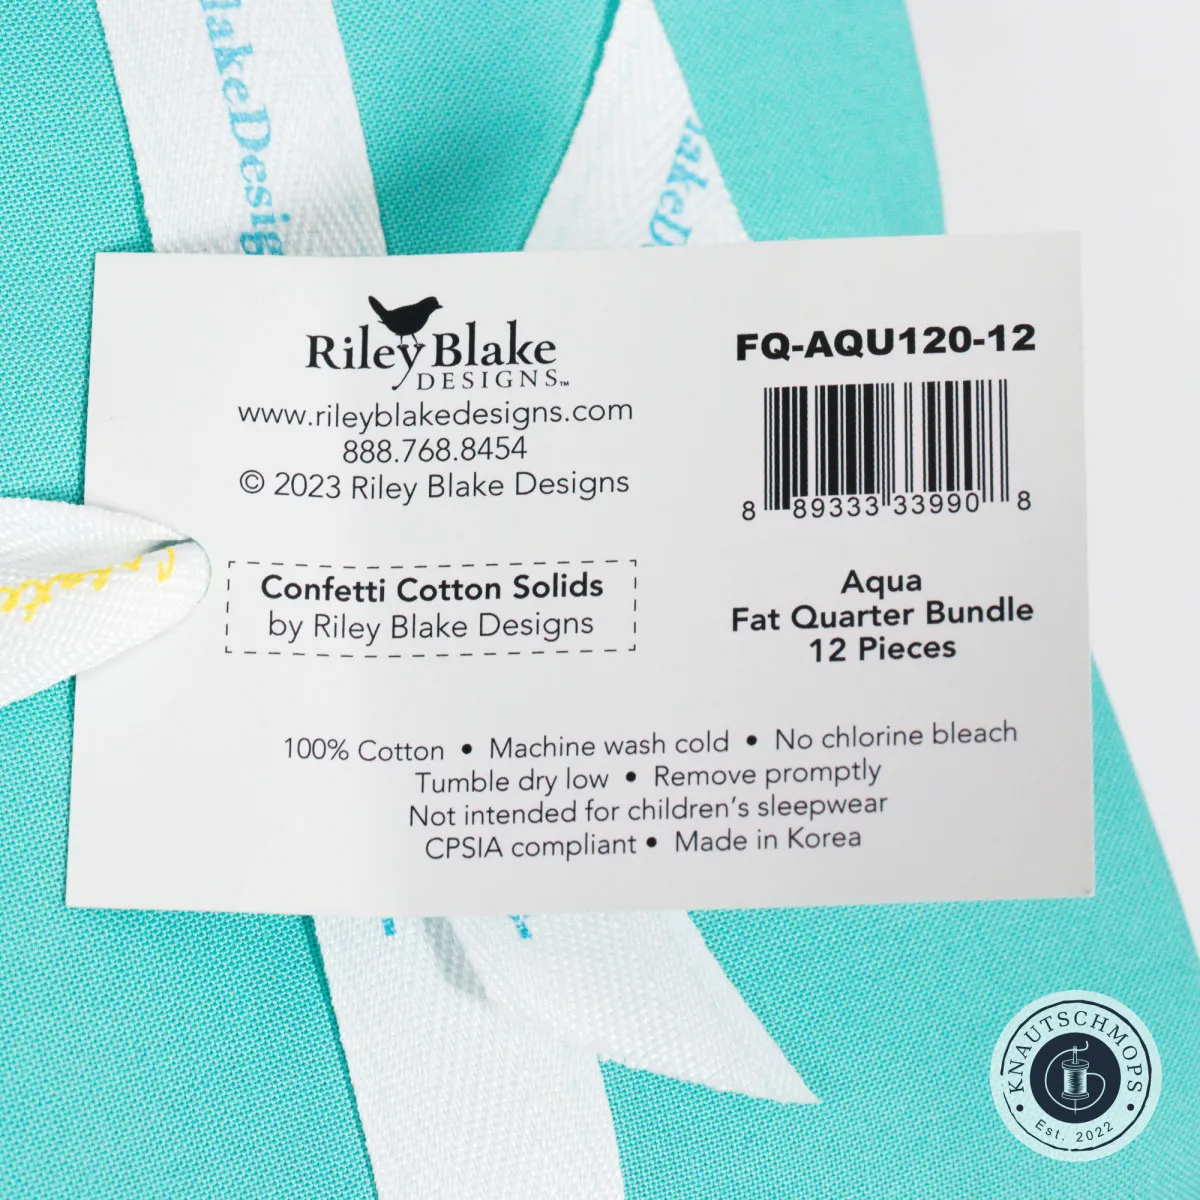 lakeDesig
lakeD
Riley Blake
DESIGNS™
www.rileyblakedesigns.com
888.768.8454
© 2023 Riley Blake Designs
Confetti Cotton Solids
by Riley Blake Designs
FQ-AQU120-12
8 89333 33990 8
Aqua
Fat Quarter Bundle
12 Pieces
100% Cotton • Machine wash cold • No chlorine bleach
Tumble dry low • Remove promptly
Not intended for children's sleepwear
CPSIA compliant • Made in Korea
KNAUTSCHMOPS
Est. 2022